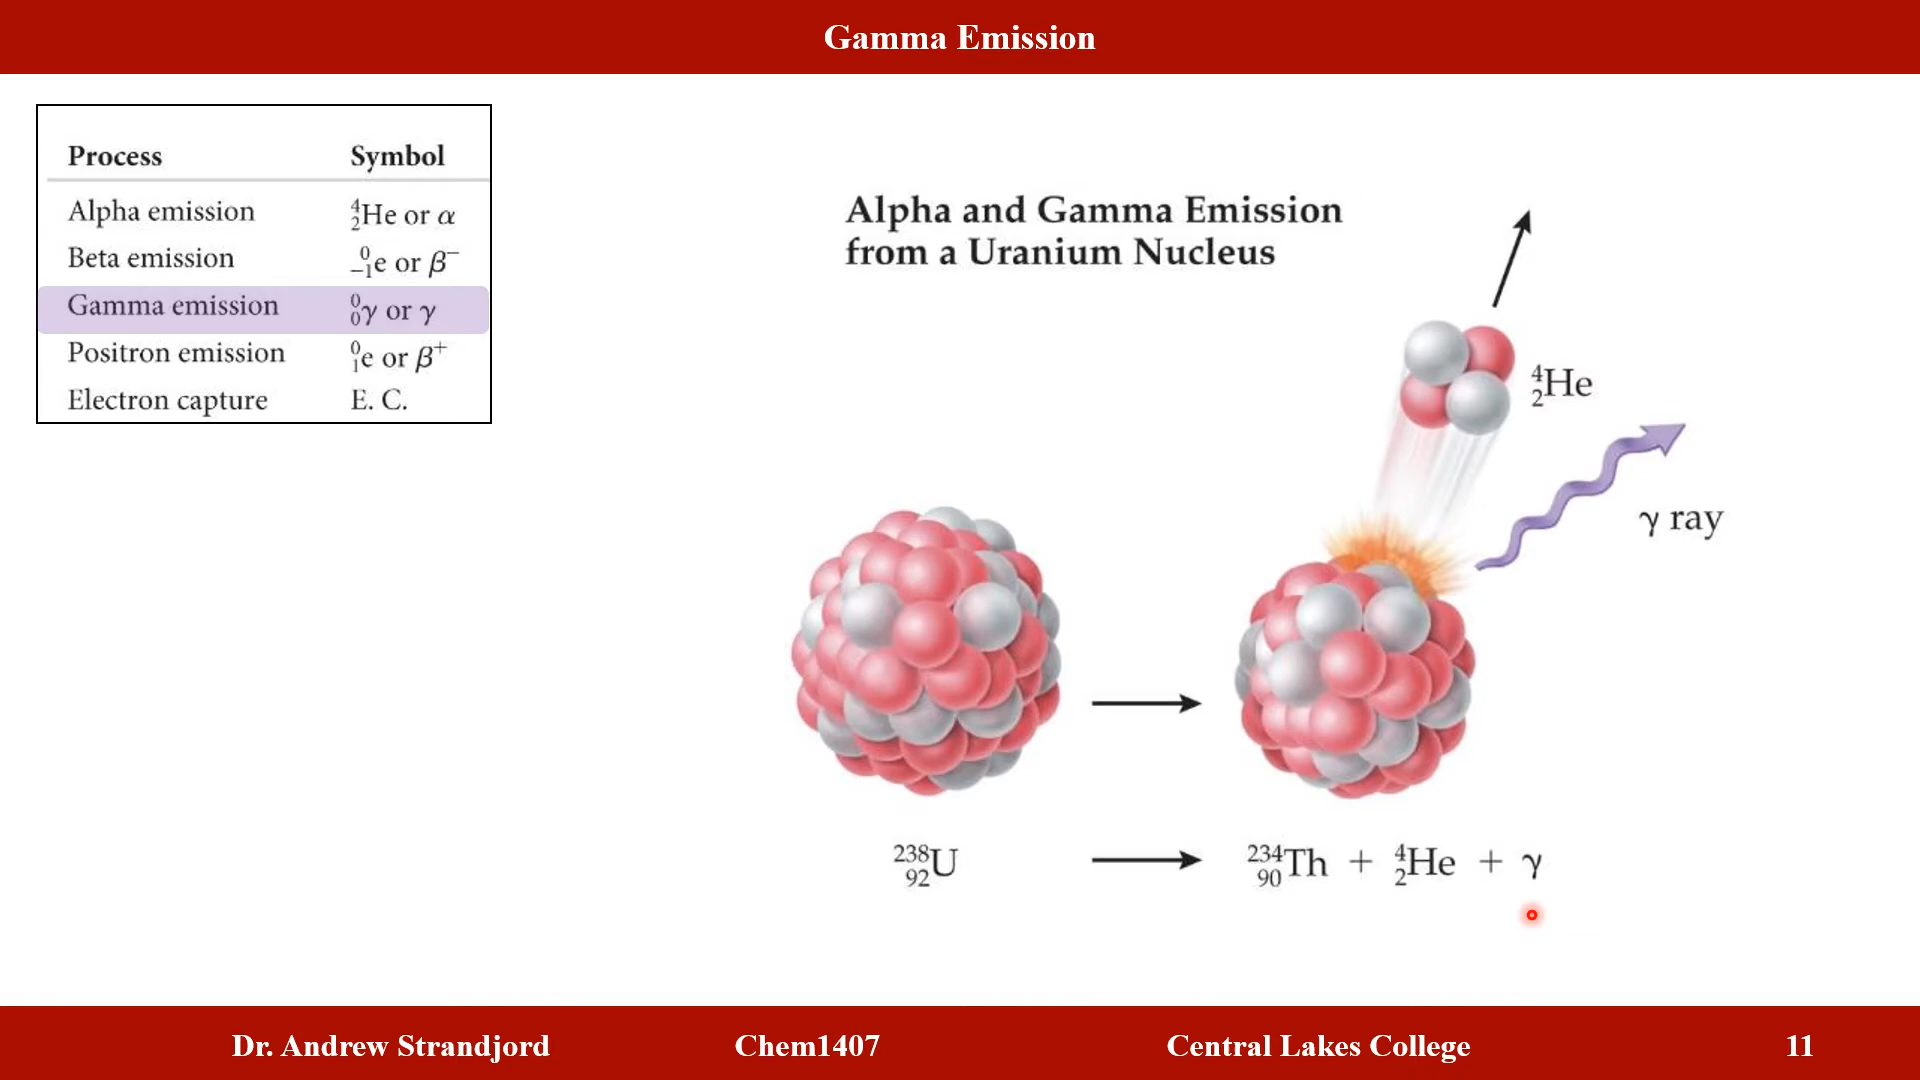 Gamma Emission
Process Symbol
Alpha emission ⁴₂He or α
Beta emission ⁰₋₁e or β⁻
Gamma emission ⁰₀γ or γ
Positron emission ⁰₁e or β⁺
Electron capture E. C.
Alpha and Gamma Emission
from a Uranium Nucleus
⁴₂He
γ ray
²³⁸₉₂U ⟶ ²³⁴₉₀Th + ⁴₂He + γ
Dr. Andrew Strandjord Chem1407 Central Lakes College 11